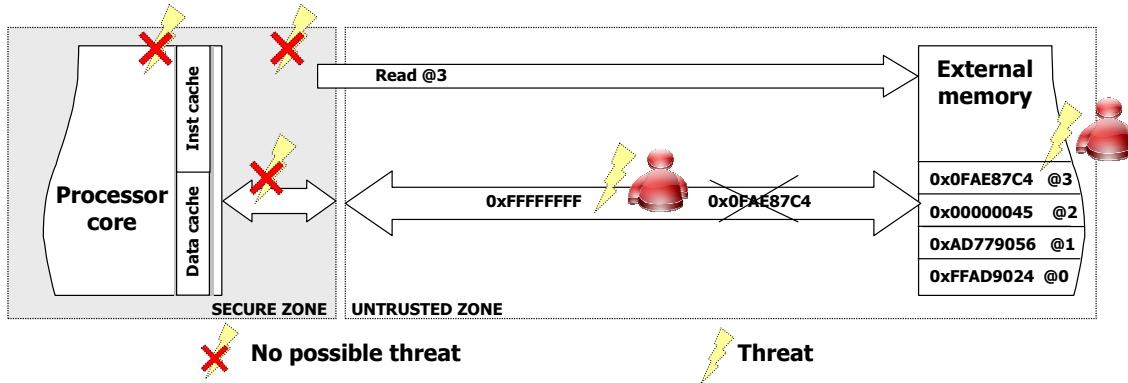 Read @3
External
memory
Inst cache
Data cache
Processor
core
0xFFFFFFFF
0x0FAE87C4
0x0FAE87C4 @3
0x00000045 @2
0xAD779056 @1
0xFFAD9024 @0
SECURE ZONE
UNTRUSTED ZONE
No possible threat
Threat